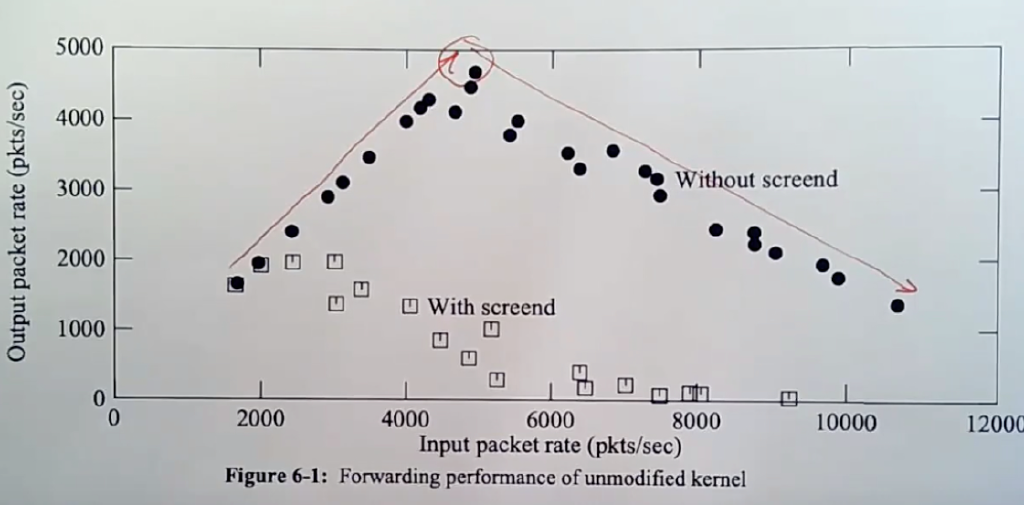 5000
4000
3000
2000
1000
0
Output packet rate (pkts/sec)
Without screend
With screend
0 2000 4000 6000 8000 10000 12000
Input packet rate (pkts/sec)
Figure 6-1: Forwarding performance of unmodified kernel